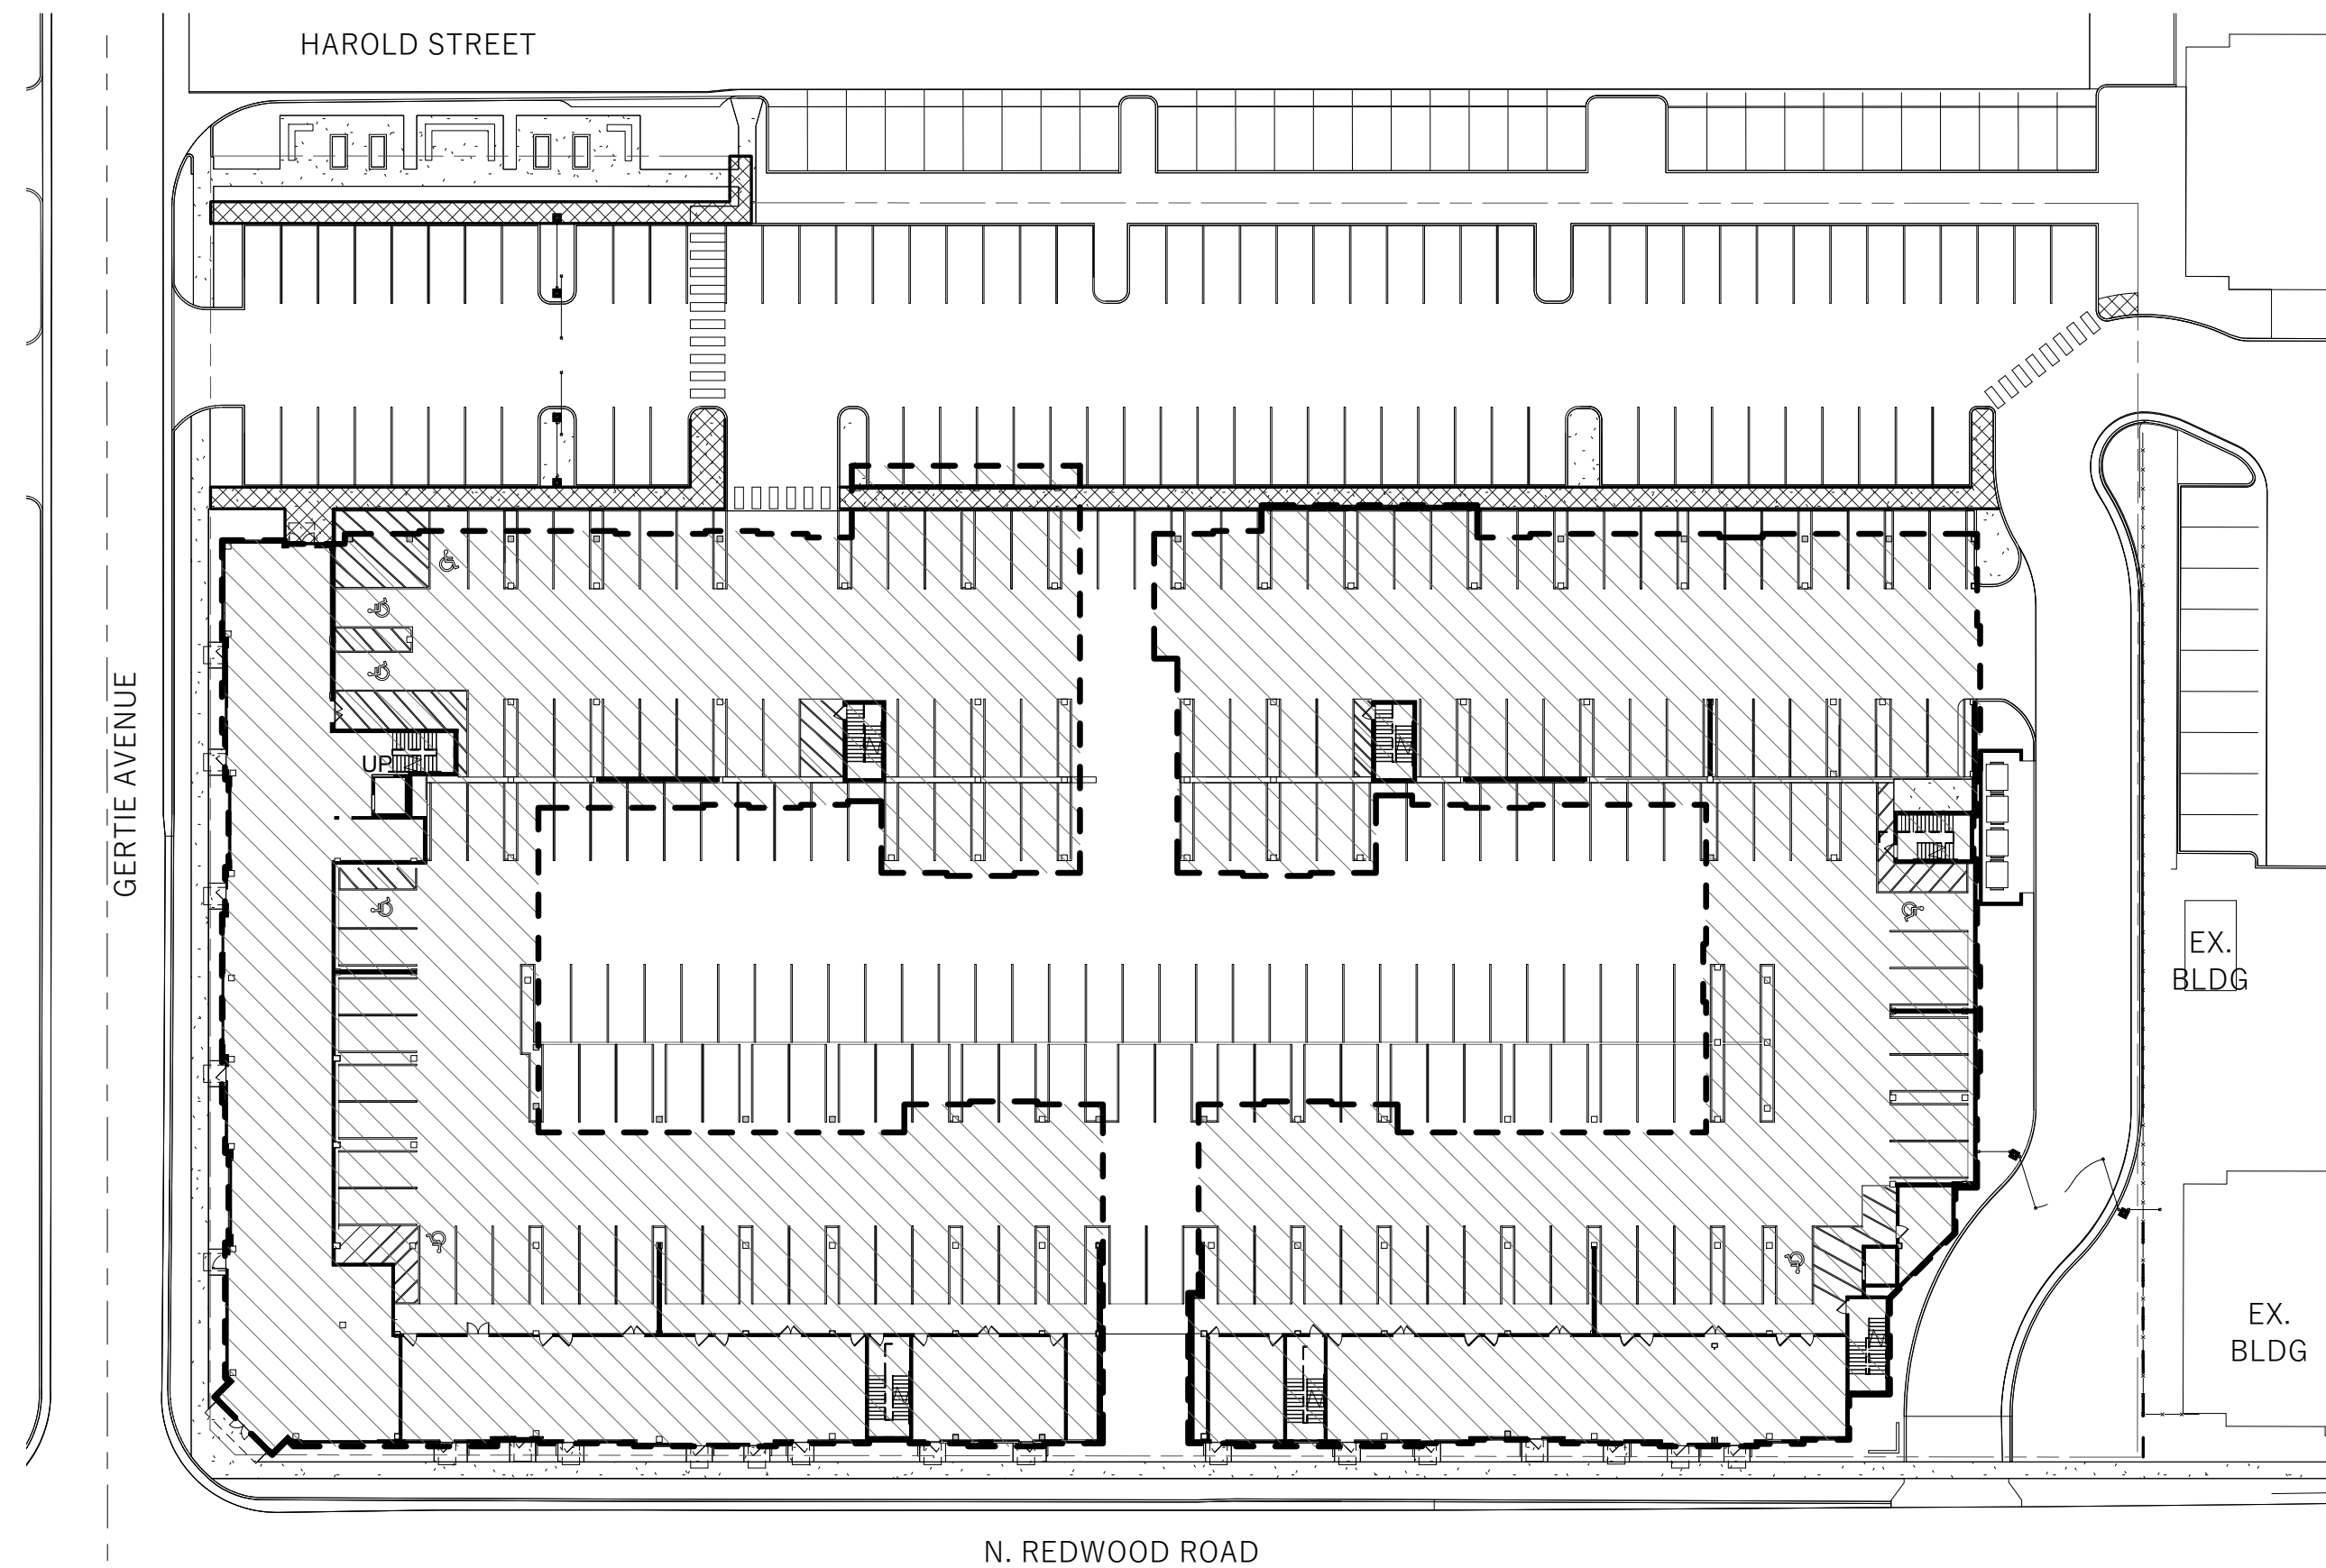 HAROLD STREET
GERTIE AVENUE
UP
EX.
BLDG
EX.
BLDG
N. REDWOOD ROAD